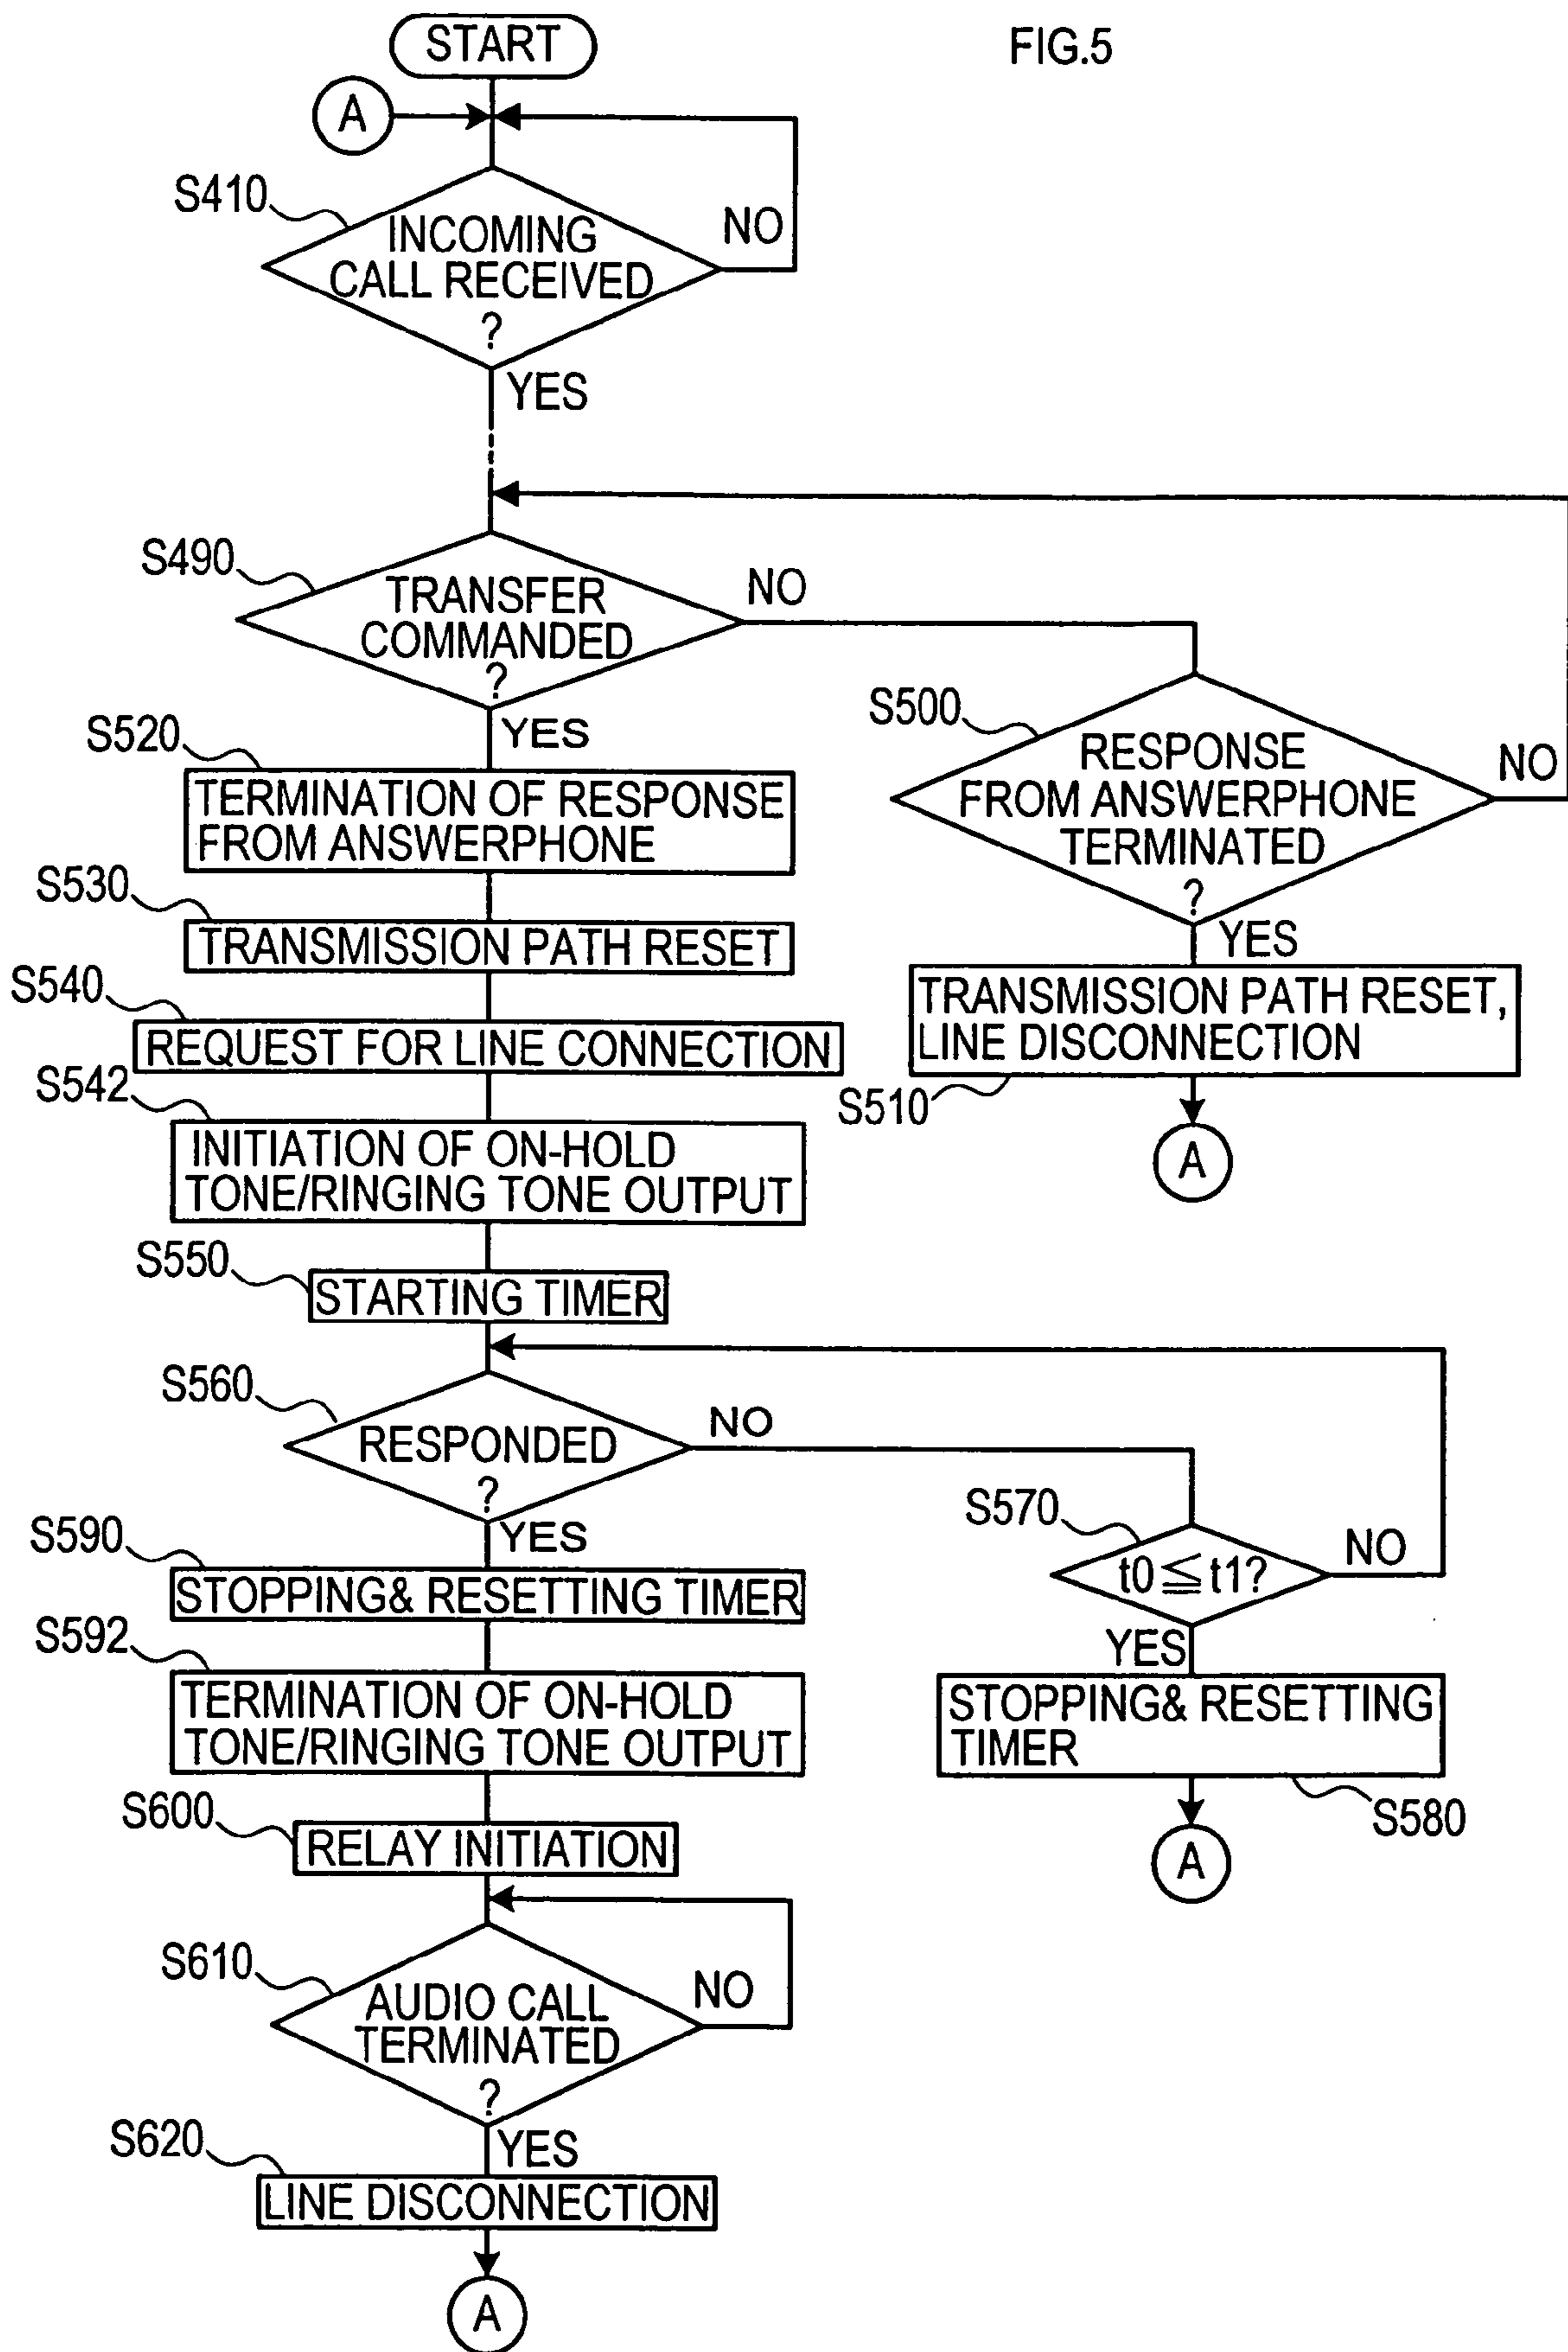 FIG.5
START
A
S410
INCOMING
CALL RECEIVED
?
NO
YES
S490
TRANSFER
COMMANDED
?
NO
YES
S500
RESPONSE
FROM ANSWERPHONE
TERMINATED
?
NO
YES
S520
TERMINATION OF RESPONSE
FROM ANSWERPHONE
S530
TRANSMISSION PATH RESET
TRANSMISSION PATH RESET,
LINE DISCONNECTION
S510
A
S540
REQUEST FOR LINE CONNECTION
S542
INITIATION OF ON-HOLD
TONE/RINGING TONE OUTPUT
S550
STARTING TIMER
S560
RESPONDED
?
NO
YES
S570
t0≦t1?
NO
YES
STOPPING& RESETTING
TIMER
S580
A
S590
STOPPING& RESETTING TIMER
S592
TERMINATION OF ON-HOLD
TONE/RINGING TONE OUTPUT
S600
RELAY INITIATION
S610
AUDIO CALL
TERMINATED
?
NO
YES
S620
LINE DISCONNECTION
A